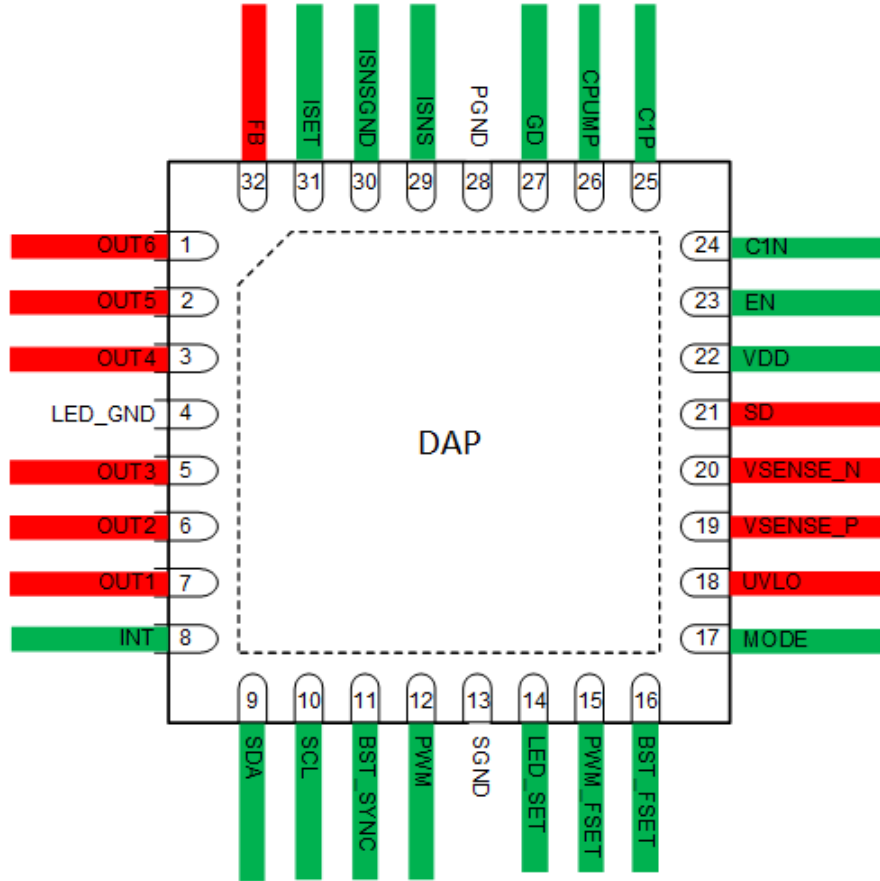 FB
ISET
ISNSGND
ISNS
PGND
GD
CPUMP
C1P
32 31 30 29 28 27 26 25
OUT6 1
OUT5 2
OUT4 3
LED_GND 4
OUT3 5
OUT2 6
OUT1 7
INT 8
DAP
24 C1N
23 EN
22 VDD
21 SD
20 VSENSE_N
19 VSENSE_P
18 UVLO
17 MODE
9 10 11 12 13 14 15 16
SDA
SCL
BST_SYNC
PWM
SGND
LED_SET
PWM_FSET
BST_FSET